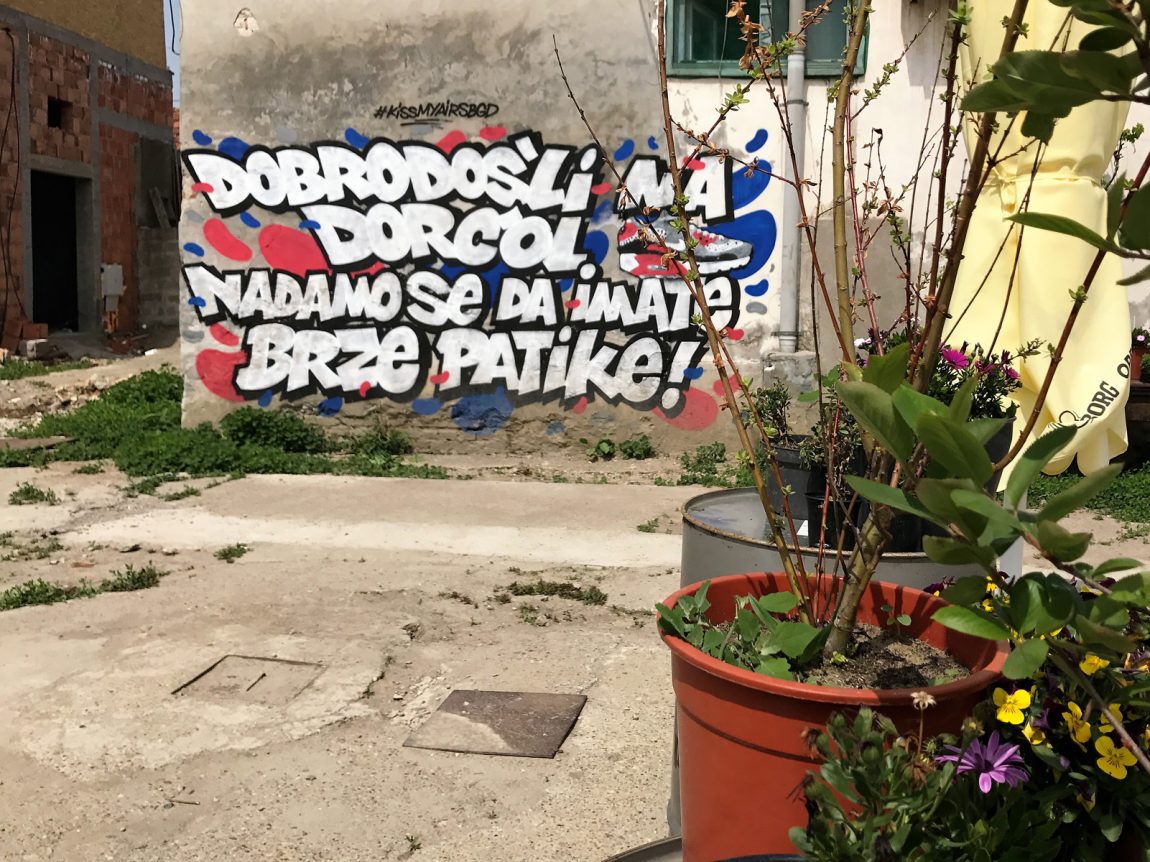 #KISSMYAIRSBGD
DOBRODOŠLI NA
DORĆOL
NADAMO SE DA IMATE
BRZE PATIKE!